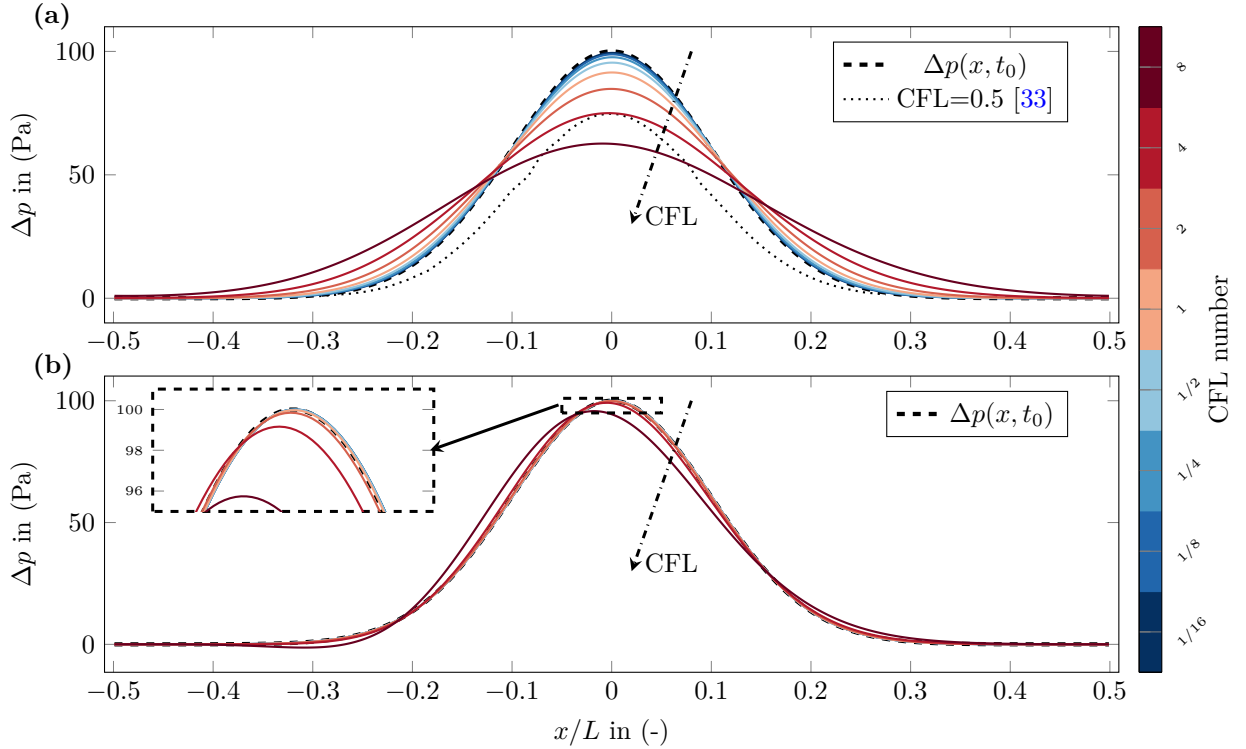 (a)
100
50
0
Δp in (Pa)
Δp(x, t₀)
CFL=0.5 [33]
CFL
−0.5 −0.4 −0.3 −0.2 −0.1 0 0.1 0.2 0.3 0.4 0.5
(b)
100
50
0
Δp in (Pa)
100
98
96
Δp(x, t₀)
CFL
−0.5 −0.4 −0.3 −0.2 −0.1 0 0.1 0.2 0.3 0.4 0.5
x/L in (-)
8
4
2
1
1/2
1/4
1/8
1/16
CFL number